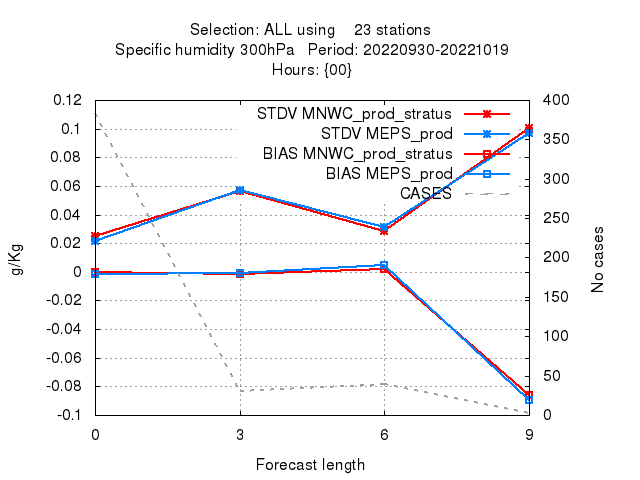 Selection: ALL using    23 stations
Specific humidity 300hPa   Period: 20220930-20221019
Hours: {00}
0.12
0.1
0.08
0.06
0.04
0.02
0
-0.02
-0.04
-0.06
-0.08
-0.1
g/Kg
STDV MNWC_prod_stratus
STDV MEPS_prod
BIAS MNWC_prod_stratus
BIAS MEPS_prod
CASES
400
350
300
250
200
150
100
50
0
No cases
0 3 6 9
Forecast length